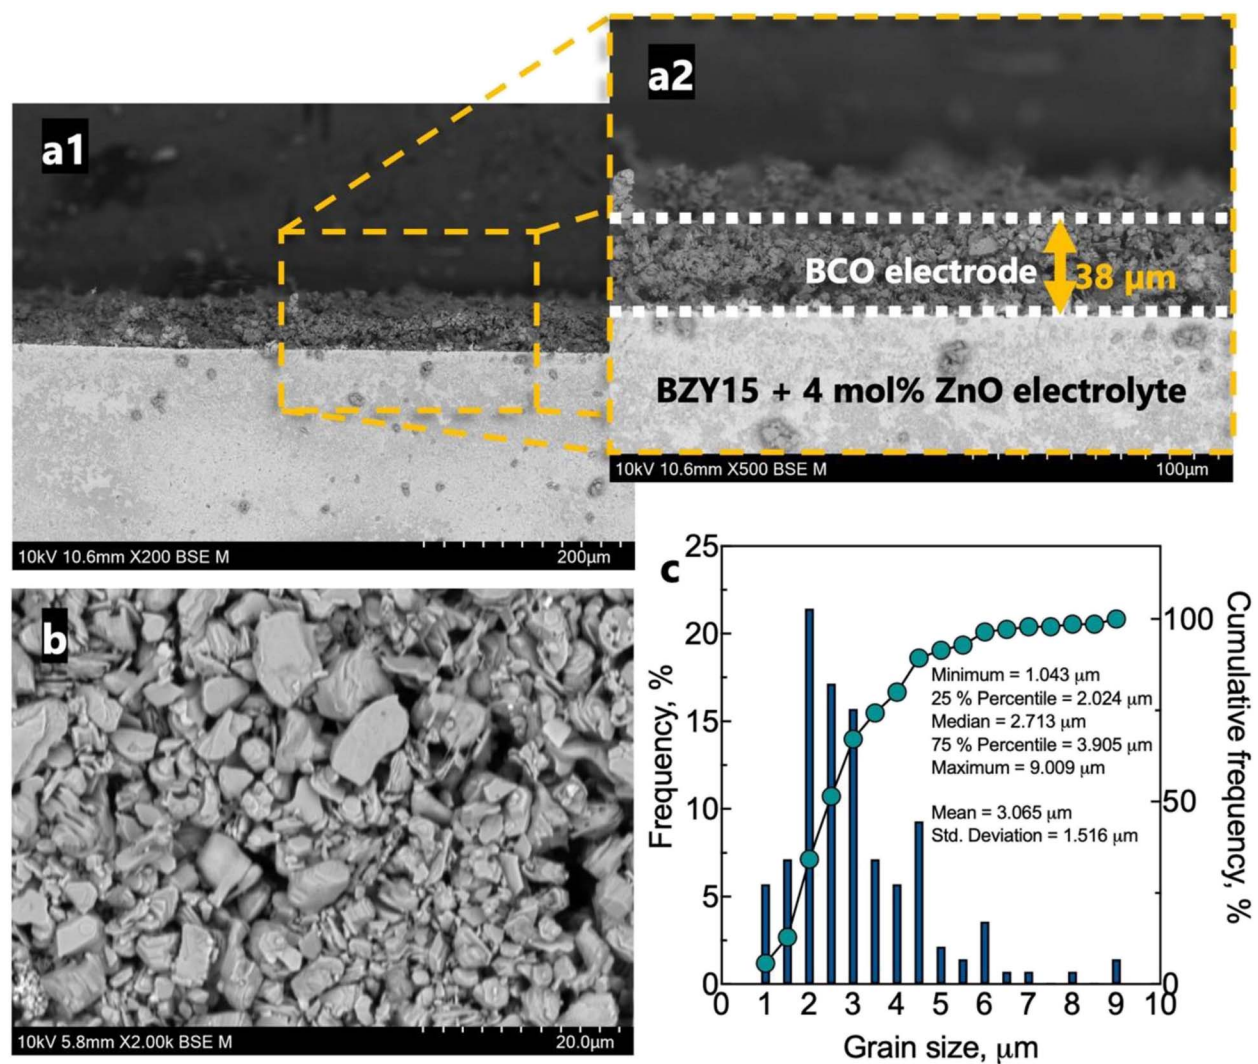 a1
a2
BCO electrode
38 μm
BZY15 + 4 mol% ZnO electrolyte
10kV 10.6mm X500 BSE M
100μm
10kV 10.6mm X200 BSE M
200μm
b
10kV 5.8mm X2.00k BSE M
20.0μm
c
25
20
15
10
5
0
Frequency, %
100
50
0
Cumulative frequency, %
Minimum = 1.043 μm
25 % Percentile = 2.024 μm
Median = 2.713 μm
75 % Percentile = 3.905 μm
Maximum = 9.009 μm
Mean = 3.065 μm
Std. Deviation = 1.516 μm
0 1 2 3 4 5 6 7 8 9 10
Grain size, μm